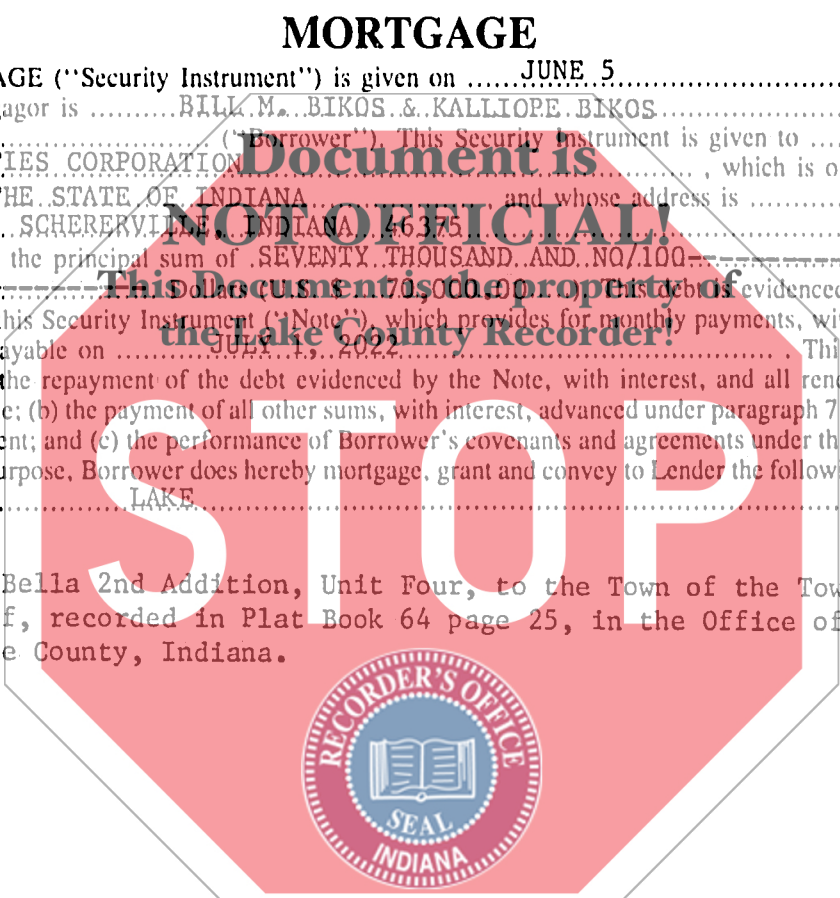 MORTGAGE
AGE ("Security Instrument") is given on ......JUNE 5..............................
agor is ..........BILL M. BIKOS & KALLIOPE BIKOS..............................
............................ ("Borrower"). This Security Instrument is given to ....
IES CORPORATION.............................. , which is o
HE STATE OF INDIANA.............................. and whose address is ............
. SCHERERVILLE, INDIANA 46375..............................
the principal sum of .SEVENTY THOUSAND AND NO/100--------------------
-------------- Dollars (U.S. $...70,000.00......). This debt is evidenced
his Security Instrument ("Note"), which provides for monthly payments, wi
ayable on ............JULY 1, 2022.............................. Thi
the repayment of the debt evidenced by the Note, with interest, and all rene
e; (b) the payment of all other sums, with interest, advanced under paragraph 7
ent; and (c) the performance of Borrower's covenants and agreements under th
urpose, Borrower does hereby mortgage, grant and convey to Lender the follow
................LAKE..............................
Bella 2nd Addition, Unit Four, to the Town of the Tow
f, recorded in Plat Book 64 page 25, in the Office of
e County, Indiana.
Document is
NOT OFFICIAL!
This Document is the property of
the Lake County Recorder!
STOP
RECORDER'S OFFICE
SEAL
INDIANA